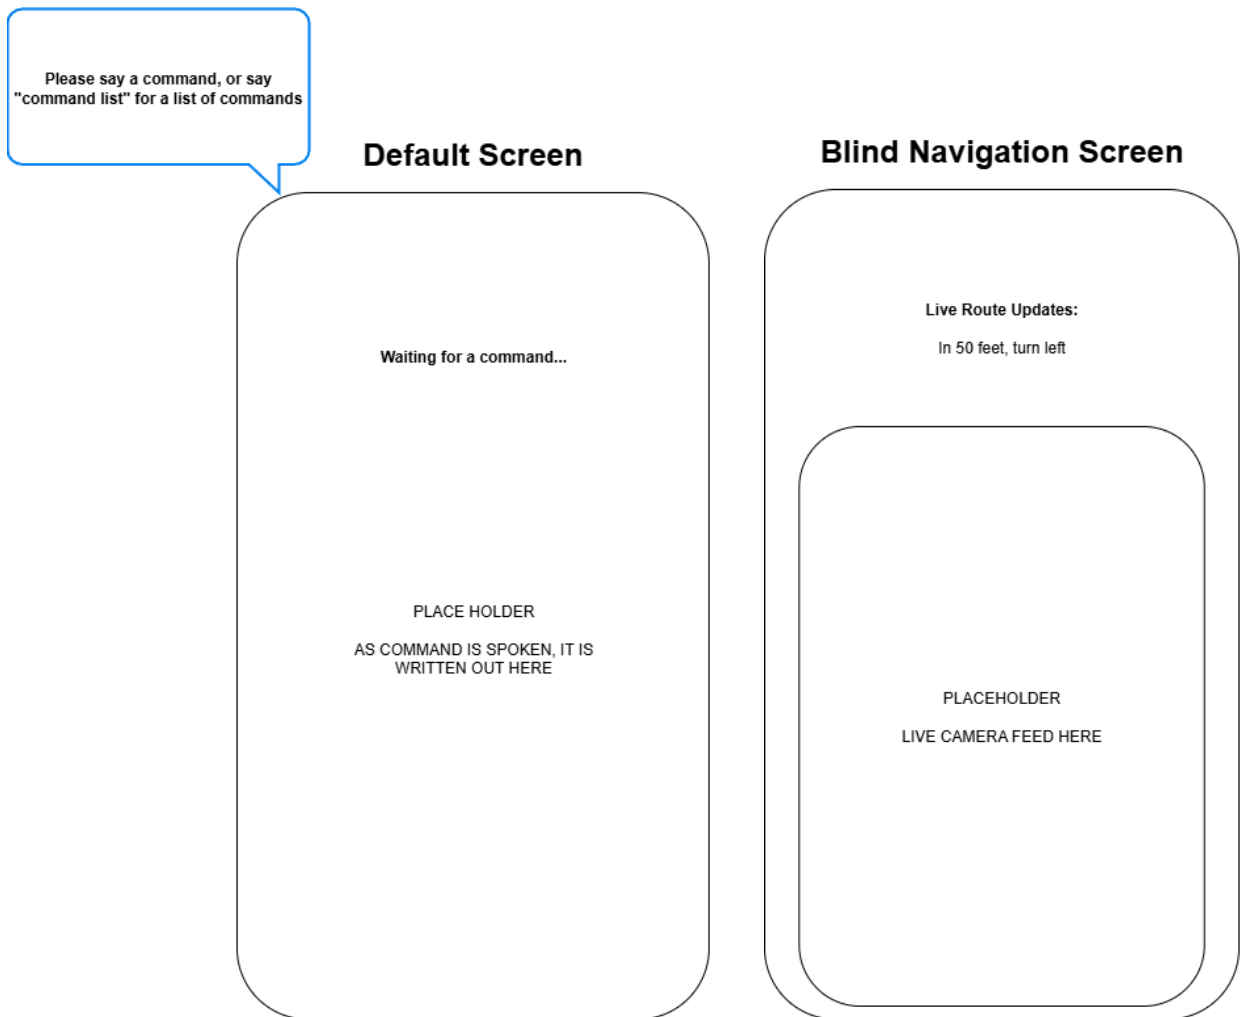 Please say a command, or say
"command list" for a list of commands
Default Screen
Waiting for a command...
PLACE HOLDER
AS COMMAND IS SPOKEN, IT IS
WRITTEN OUT HERE
Blind Navigation Screen
Live Route Updates:
In 50 feet, turn left
PLACEHOLDER
LIVE CAMERA FEED HERE